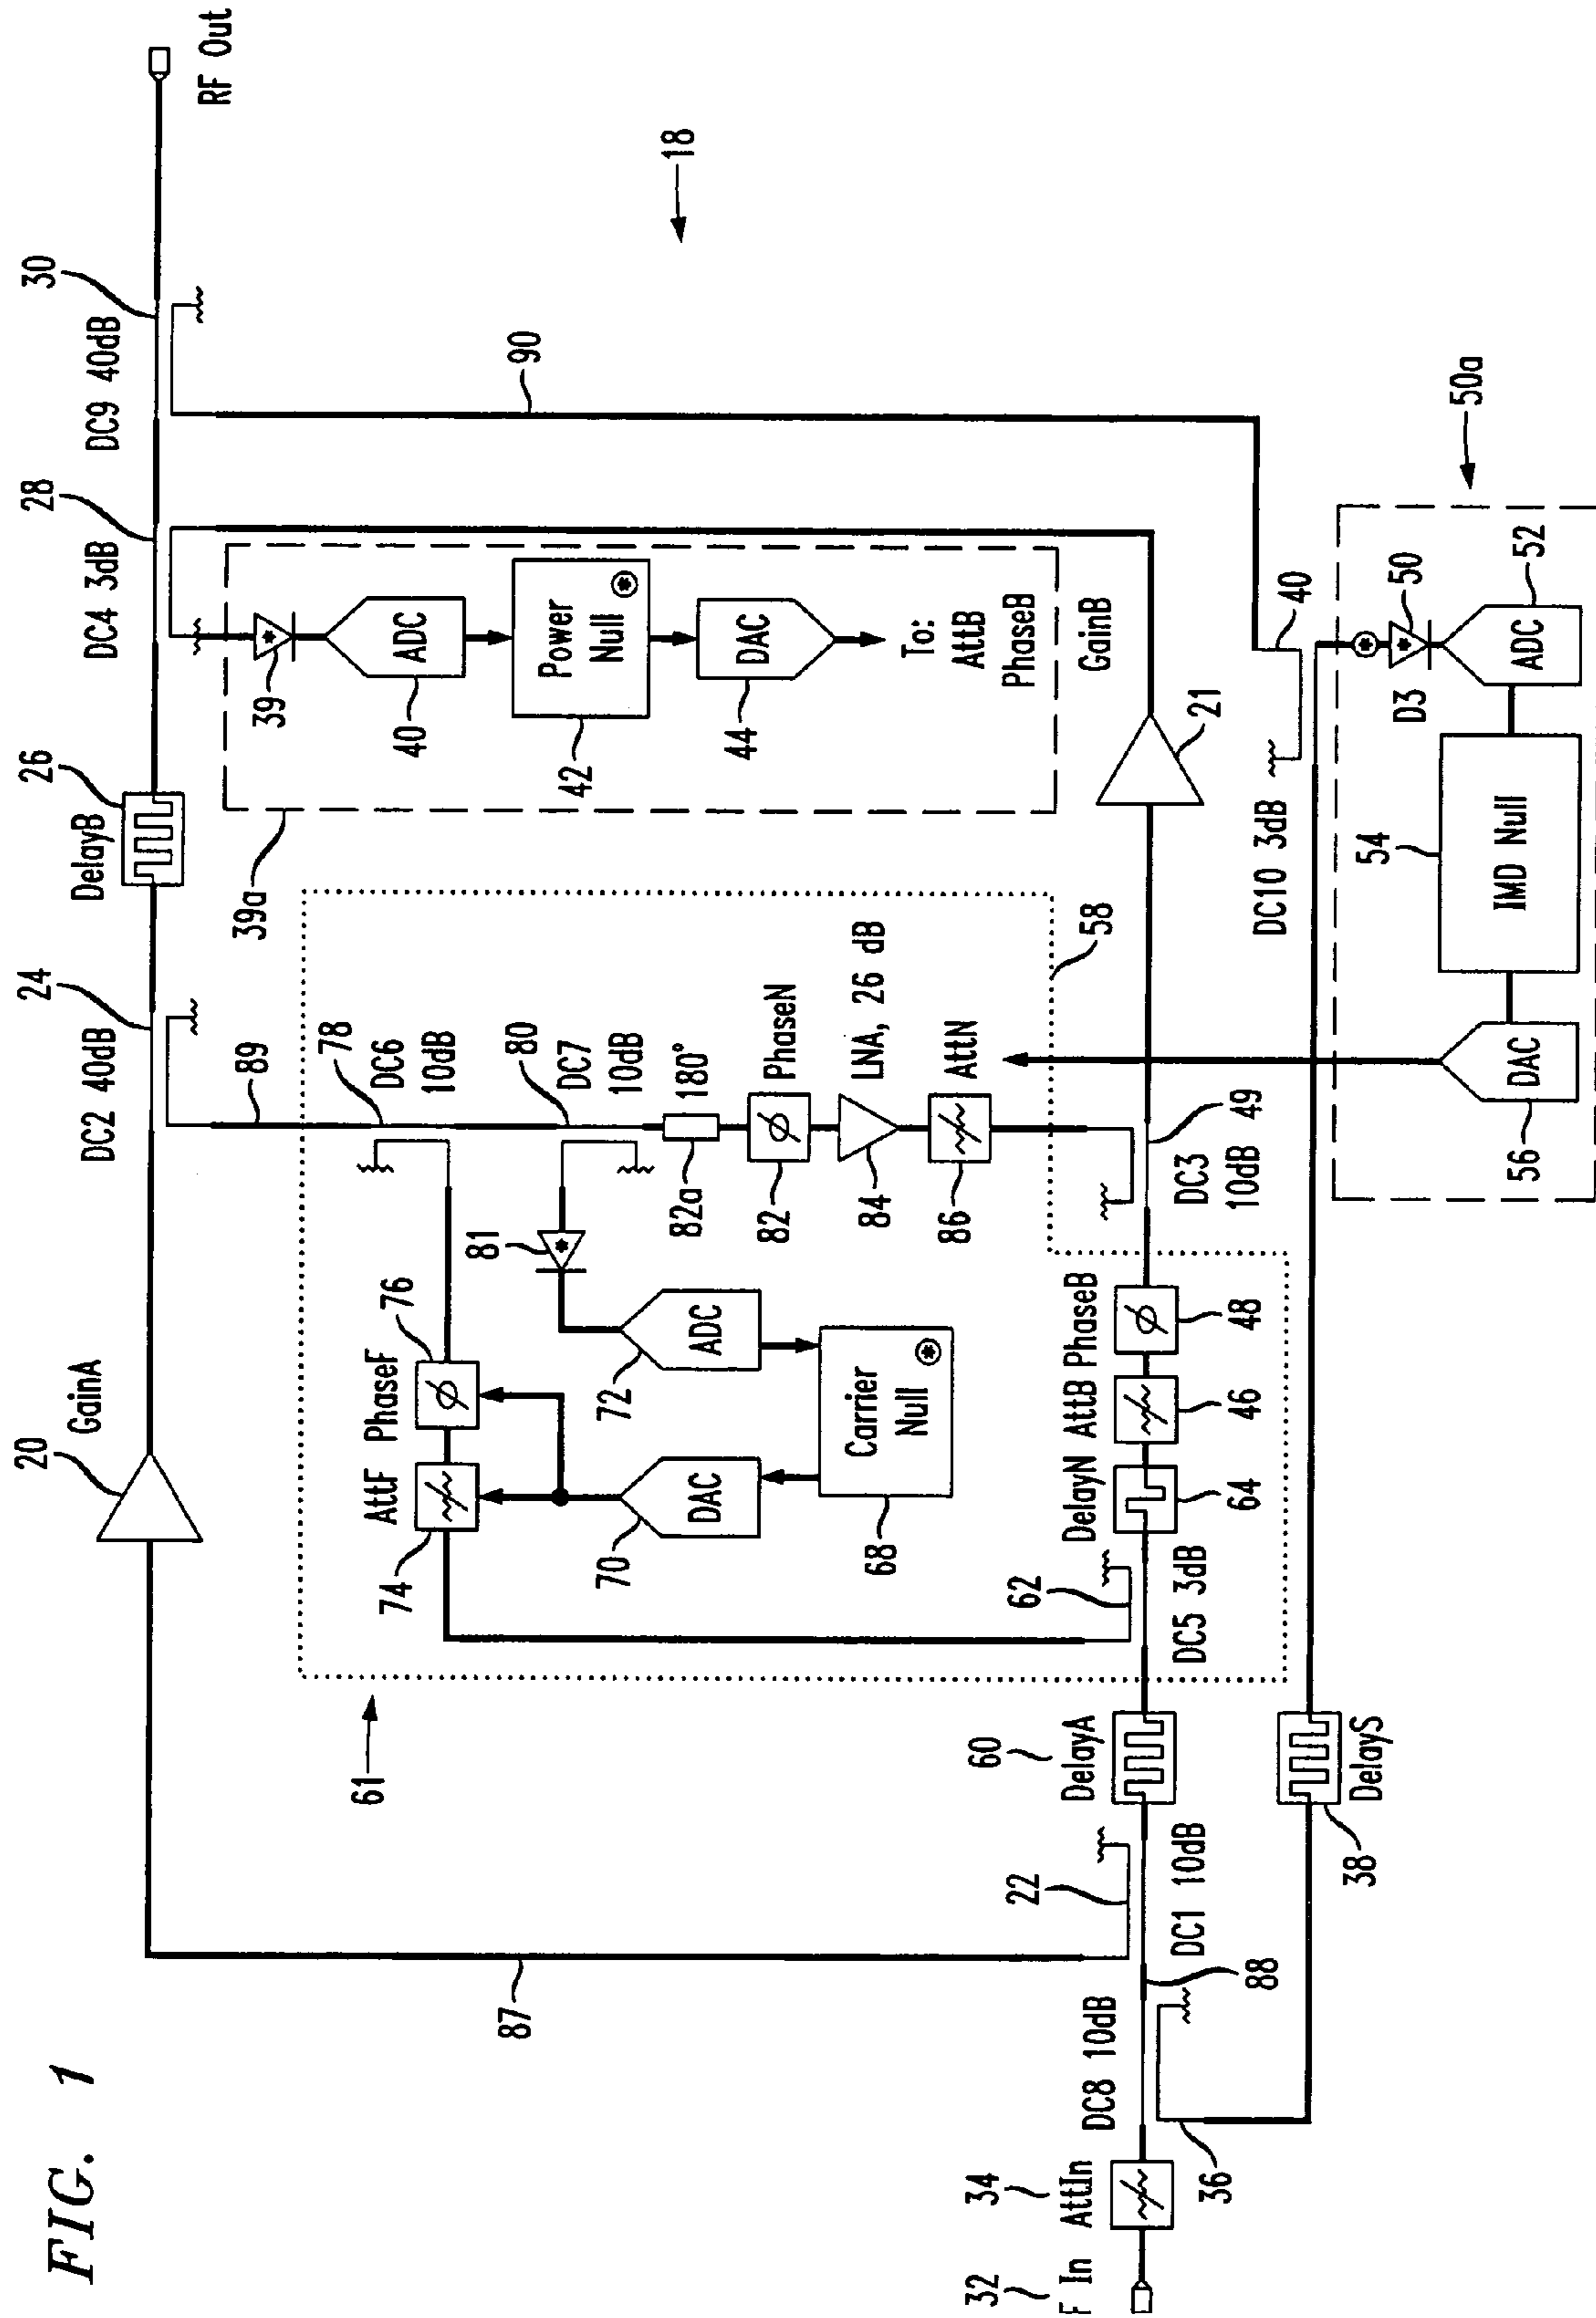 FIG. 1
20
GainA
24
DC2 40dB
26
DelayB
28
DC4 3dB
30
DC9 40dB
RF Out
18
87
61
89
78
DC6
10dB
80
DC7
10dB
180°
82a
PhaseN
82
LNA, 26 dB
84
AttN
86
58
AttF
74
PhaseF
76
81
70
DAC
72
ADC
68
Carrier
Null
39a
39
40
ADC
42
Power
Null
44
DAC
To:
AttB
PhaseB
GainB
21
90
32
F In
34
AttIn
36
DC8 10dB
88
22
DC1 10dB
60
DelayA
62
DC5 3dB
DelayN
64
AttB
46
PhaseB
48
DC3
10dB
49
38
DelayS
DC10 3dB
40
50a
50
D3
52
ADC
54
IMD Null
56
DAC